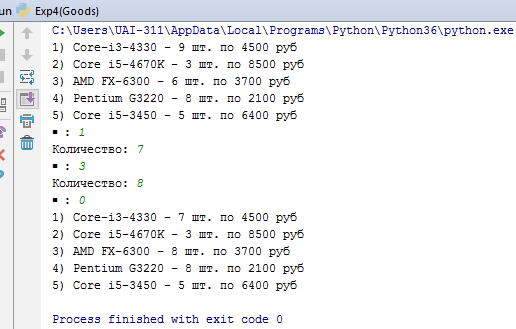 un Exp4(Goods)
C:\Users\UAI-311\AppData\Local\Programs\Python\Python36\python.exe
1) Core-i3-4330 - 9 шт. по 4500 руб
2) Core i5-4670K - 3 шт. по 8500 руб
3) AMD FX-6300 - 6 шт. по 3700 руб
4) Pentium G3220 - 8 шт. по 2100 руб
5) Core i5-3450 - 5 шт. по 6400 руб
▪ : 1
Количество: 7
▪ : 3
Количество: 8
▪ : 0
1) Core-i3-4330 - 7 шт. по 4500 руб
2) Core i5-4670K - 3 шт. по 8500 руб
3) AMD FX-6300 - 8 шт. по 3700 руб
4) Pentium G3220 - 8 шт. по 2100 руб
5) Core i5-3450 - 5 шт. по 6400 руб
Process finished with exit code 0